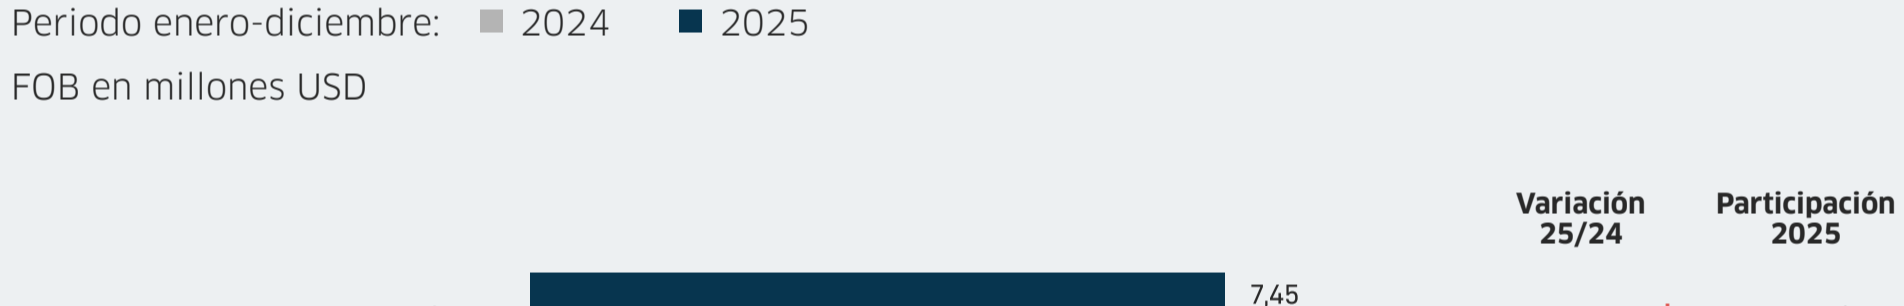 Periodo enero-diciembre: 2024 2025
FOB en millones USD
Variación Participación
25/24 2025
7,45